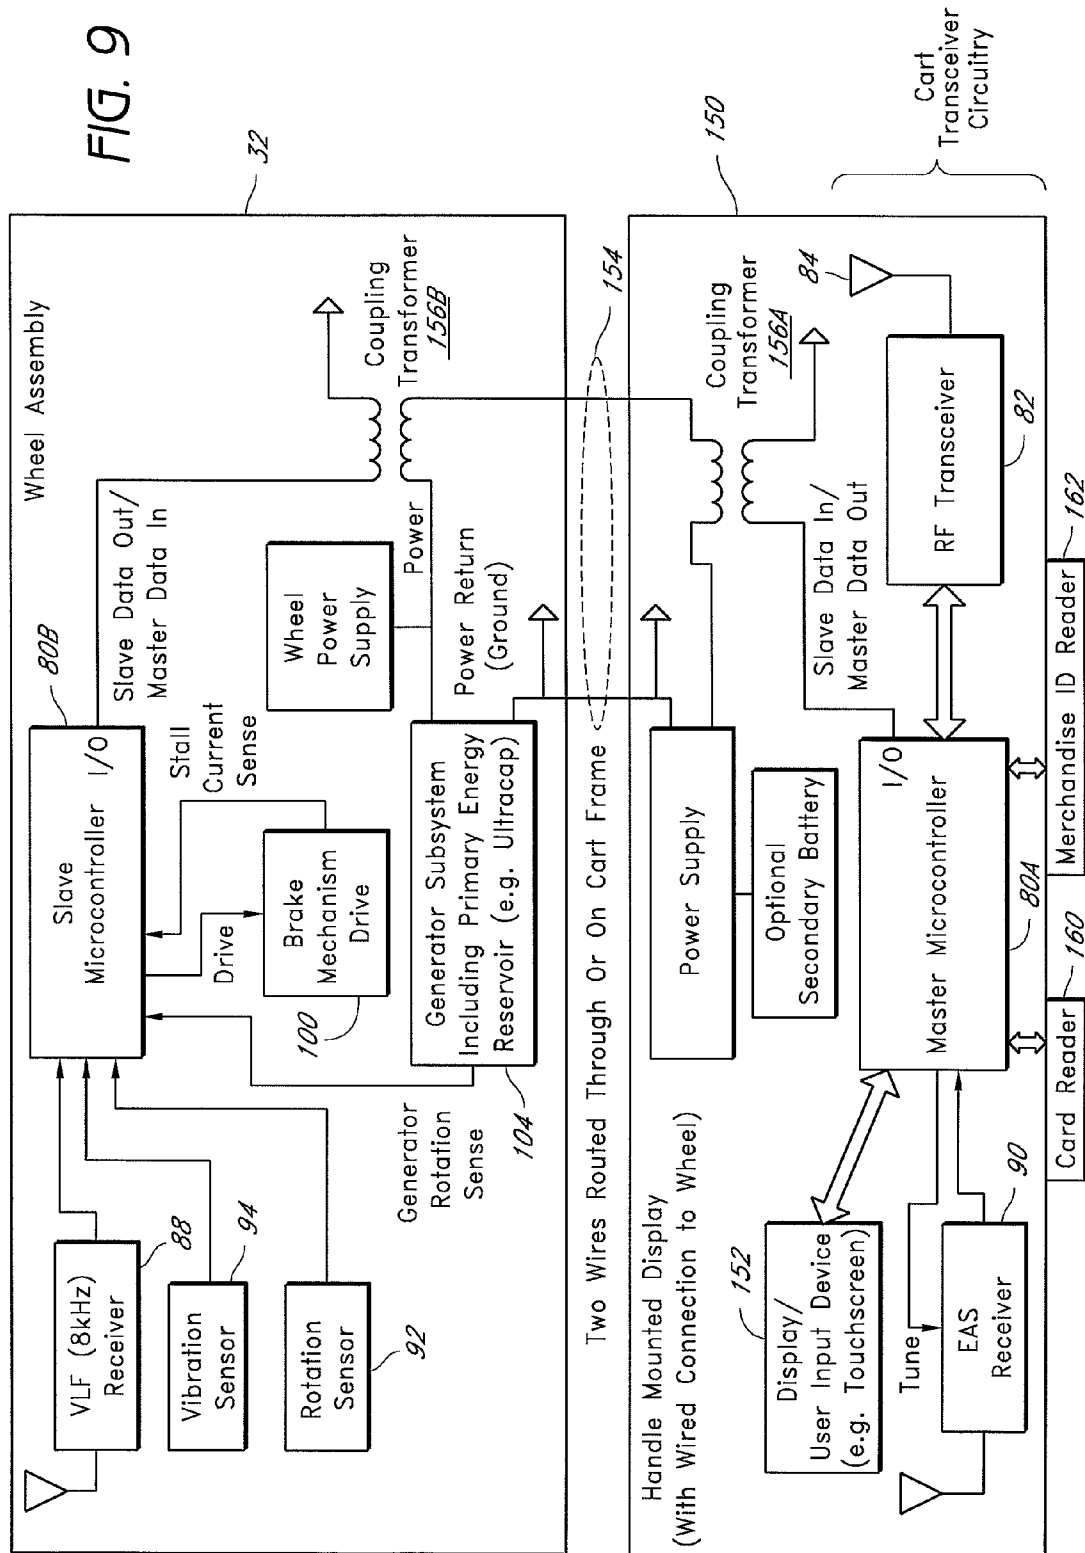 FIG. 9
Wheel Assembly
32
VLF (8kHz)
Receiver
88
Vibration
Sensor
94
Rotation
Sensor
92
Slave
Microcontroller
I/O
80B
Slave Data Out/
Master Data In
Stall
Current
Sense
Drive
Brake
Mechanism
Drive
100
Wheel
Power
Supply
Power
Coupling
Transformer
156B
Generator
Rotation
Sense
Generator Subsystem
Including Primary Energy
Reservoir (e.g. Ultracap)
104
Power Return
(Ground)
Two Wires Routed Through Or On Cart Frame
154
Handle Mounted Display
(With Wired Connection to Wheel)
150
Power Supply
Optional
Secondary Battery
Coupling
Transformer
156A
Slave Data In/
Master Data Out
84
RF Transceiver
82
Cart
Transceiver
Circuitry
152
Display/
User Input Device
(e.g. Touchscreen)
Master Microcontroller
I/O
80A
Tune
EAS
Receiver
90
Card Reader
160
Merchandise ID Reader
162